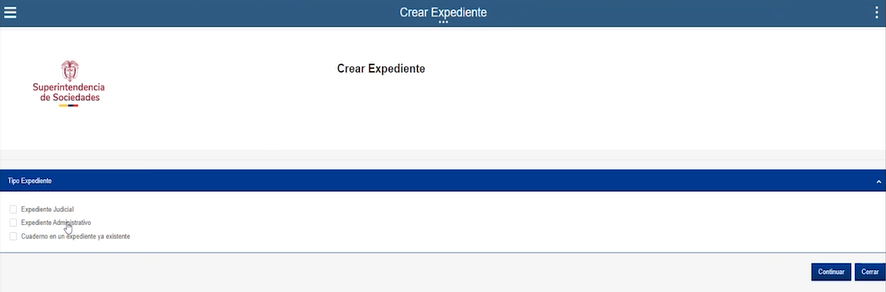 Crear Expediente
Superintendencia
de Sociedades
Crear Expediente
Tipo Expediente
Expediente Judicial
Expediente Administrativo
Cuaderno en un expediente ya existente
Continuar
Cerrar